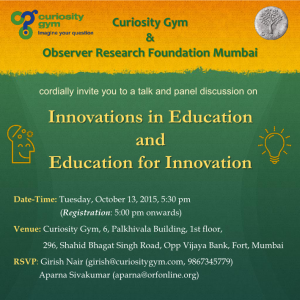 curiosity
gym
imagine your question
Curiosity Gym
&
Observer Research Foundation Mumbai
cordially invite you to a talk and panel discussion on
Innovations in Education
and
Education for Innovation
Date-Time: Tuesday, October 13, 2015, 5:30 pm
(Registration: 5:00 pm onwards)
Venue: Curiosity Gym, 6, Palkhivala Building, 1st floor,
296, Shahid Bhagat Singh Road, Opp Vijaya Bank, Fort, Mumbai
RSVP: Girish Nair (girish@curiositygym.com, 9867345779)
Aparna Sivakumar (aparna@orfonline.org)